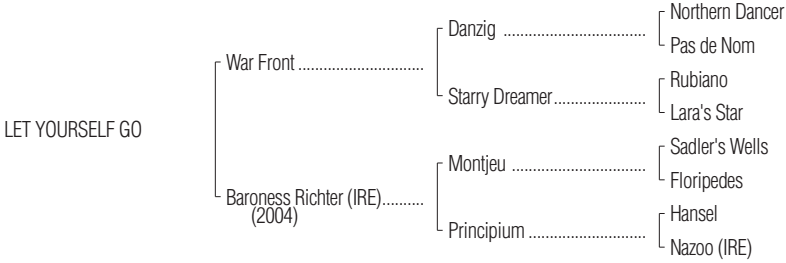 Northern Dancer
Danzig ..................................
Pas de Nom
War Front ..............................
Rubiano
Starry Dreamer......................
Lara's Star
LET YOURSELF GO
Sadler's Wells
Montjeu ................................
Floripedes
Baroness Richter (IRE)..........
(2004)
Hansel
Principium ............................
Nazoo (IRE)